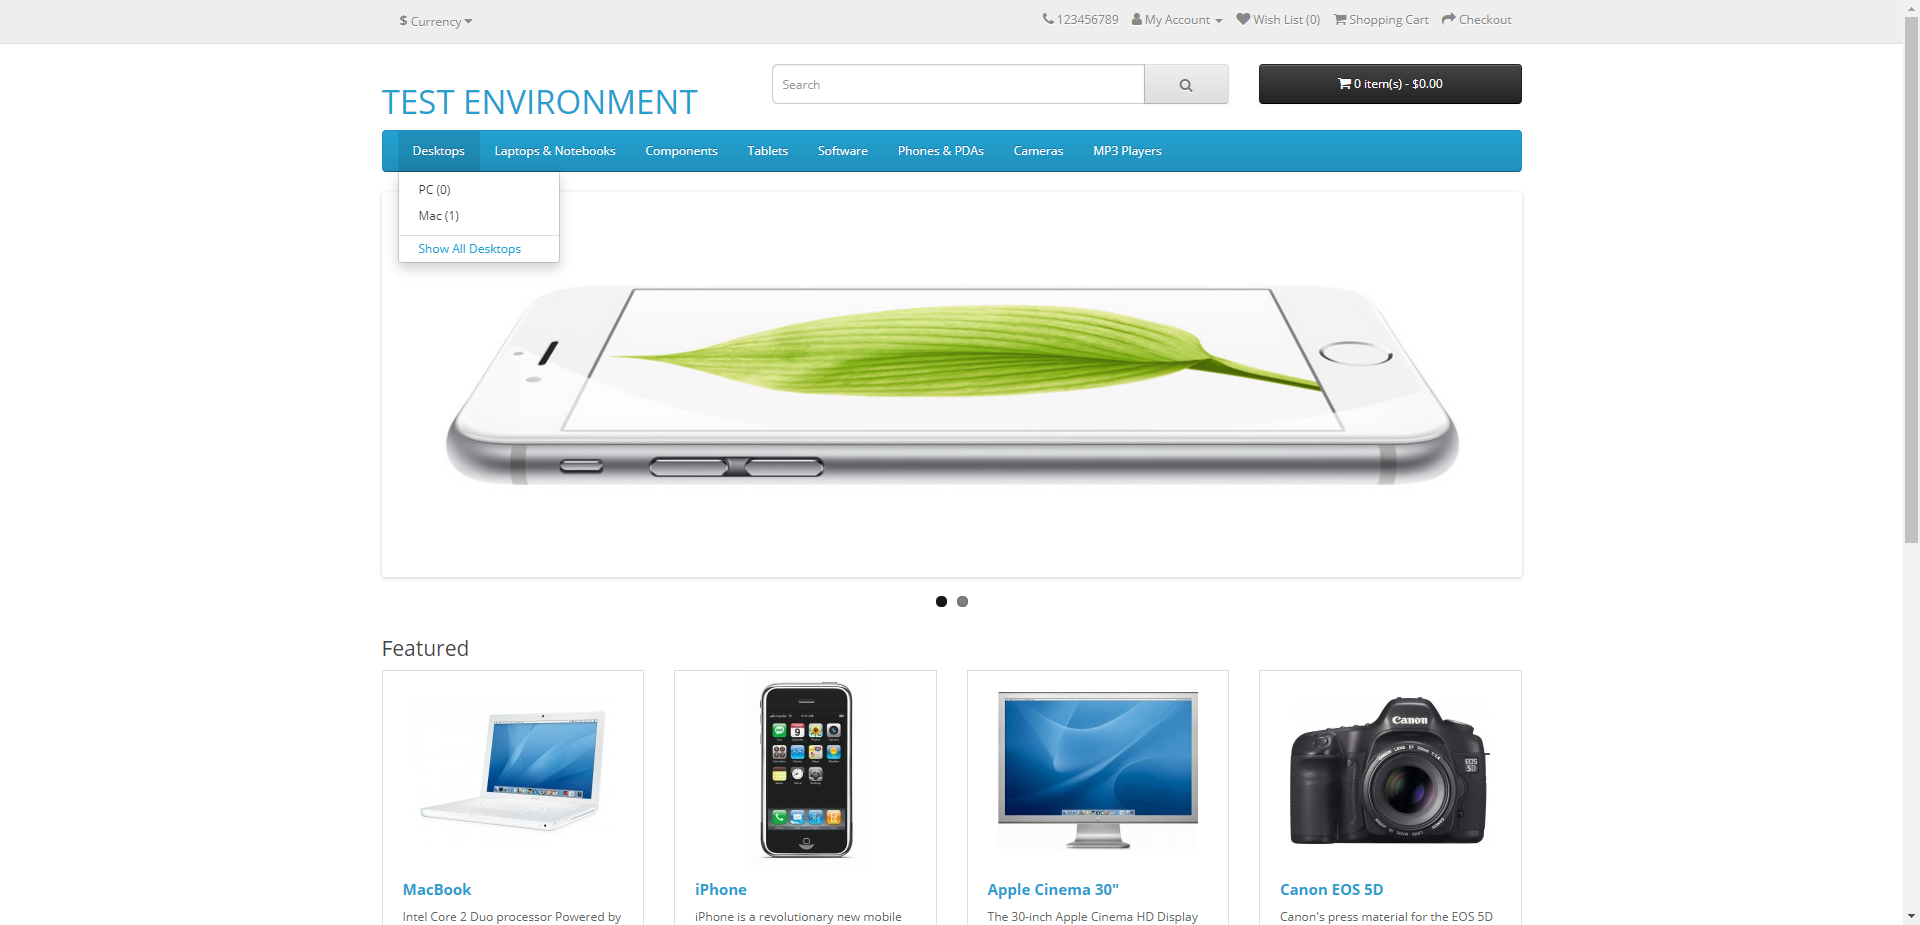 $ Currency
123456789 My Account Wish List (0) Shopping Cart Checkout
TEST ENVIRONMENT
Search
0 item(s) - $0.00
Desktops Laptops & Notebooks Components Tablets Software Phones & PDAs Cameras MP3 Players
PC (0)
Mac (1)
Show All Desktops
Featured
Canon
EOS
5D
MacBook
Intel Core 2 Duo processor Powered by
iPhone
iPhone is a revolutionary new mobile
Apple Cinema 30"
The 30-inch Apple Cinema HD Display
Canon EOS 5D
Canon's press material for the EOS 5D